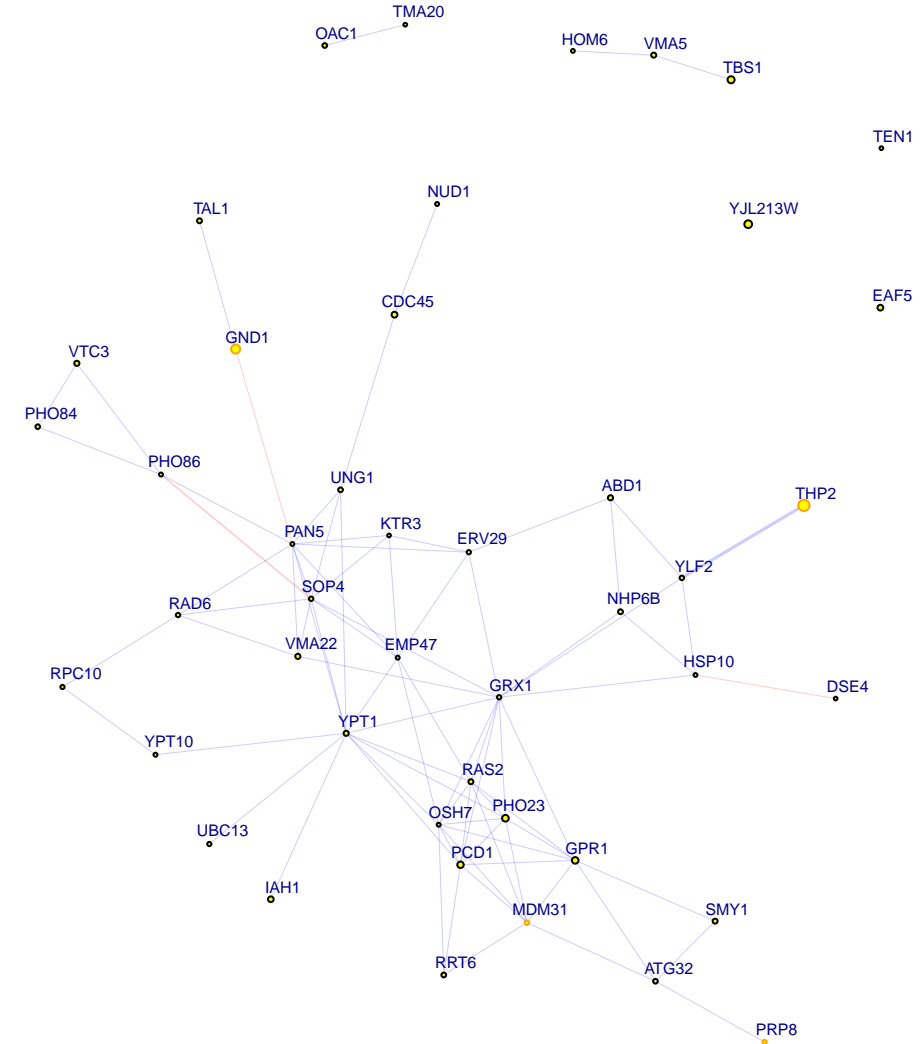 TMA20
OAC1
HOM6
VMA5
TBS1
TEN1
NUD1
TAL1
YJL213W
EAF5
CDC45
GND1
VTC3
PHO84
PHO86
UNG1
ABD1
THP2
PAN5
KTR3
ERV29
YLF2
SOP4
RAD6
NHP6B
VMA22
EMP47
HSP10
RPC10
GRX1
DSE4
YPT1
YPT10
RAS2
PHO23
OSH7
UBC13
PCD1
GPR1
IAH1
MDM31
SMY1
RRT6
ATG32
PRP8